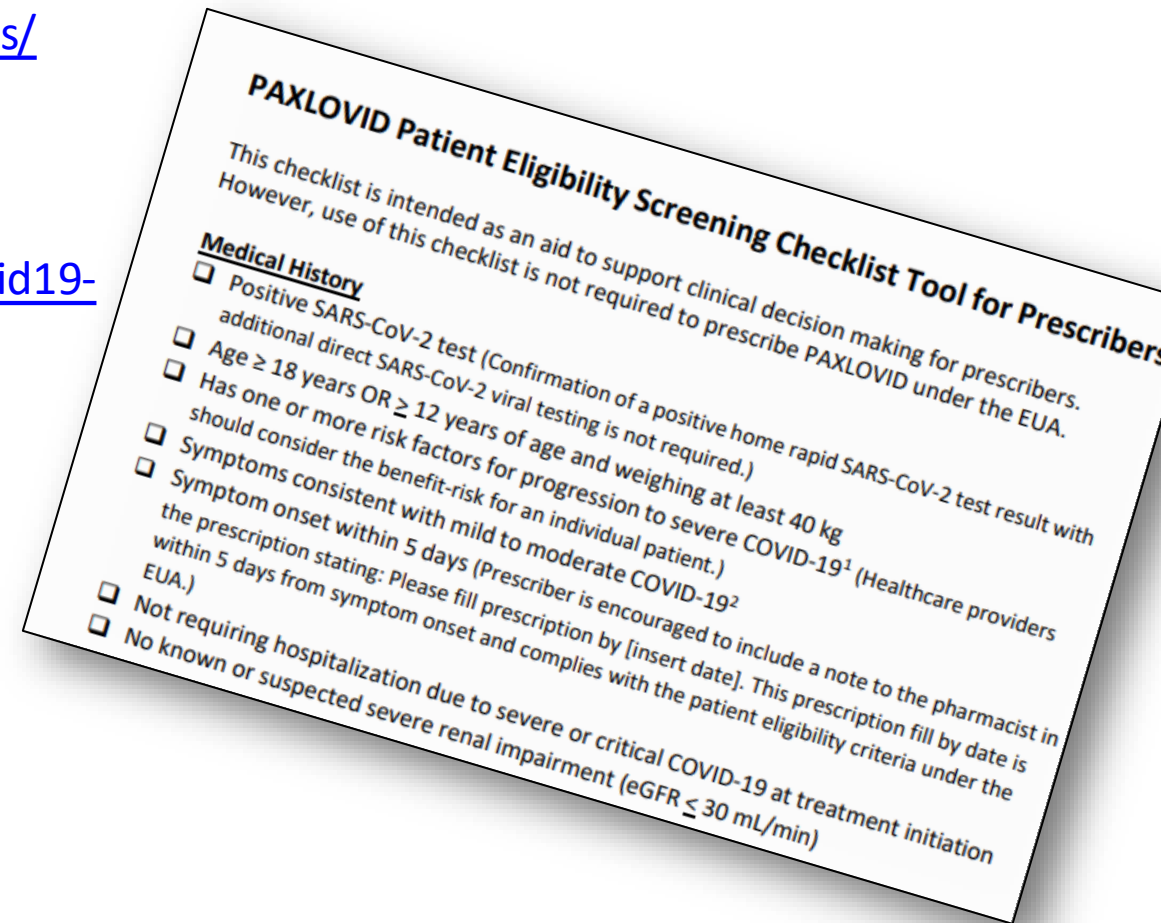 s/
id19-
PAXLOVID Patient Eligibility Screening Checklist Tool for Prescribers
This checklist is intended as an aid to support clinical decision making for prescribers.
However, use of this checklist is not required to prescribe PAXLOVID under the EUA.
Medical History
❑ Positive SARS-CoV-2 test (Confirmation of a positive home rapid SARS-CoV-2 test result with
additional direct SARS-CoV-2 viral testing is not required.)
❑ Age ≥ 18 years OR ≥ 12 years of age and weighing at least 40 kg
❑ Has one or more risk factors for progression to severe COVID-19¹ (Healthcare providers
should consider the benefit-risk for an individual patient.)
❑ Symptoms consistent with mild to moderate COVID-19²
❑ Symptom onset within 5 days (Prescriber is encouraged to include a note to the pharmacist in
the prescription stating: Please fill prescription by [insert date]. This prescription fill by date is
within 5 days from symptom onset and complies with the patient eligibility criteria under the
EUA.)
❑ Not requiring hospitalization due to severe or critical COVID-19 at treatment initiation
❑ No known or suspected severe renal impairment (eGFR ≤ 30 mL/min)